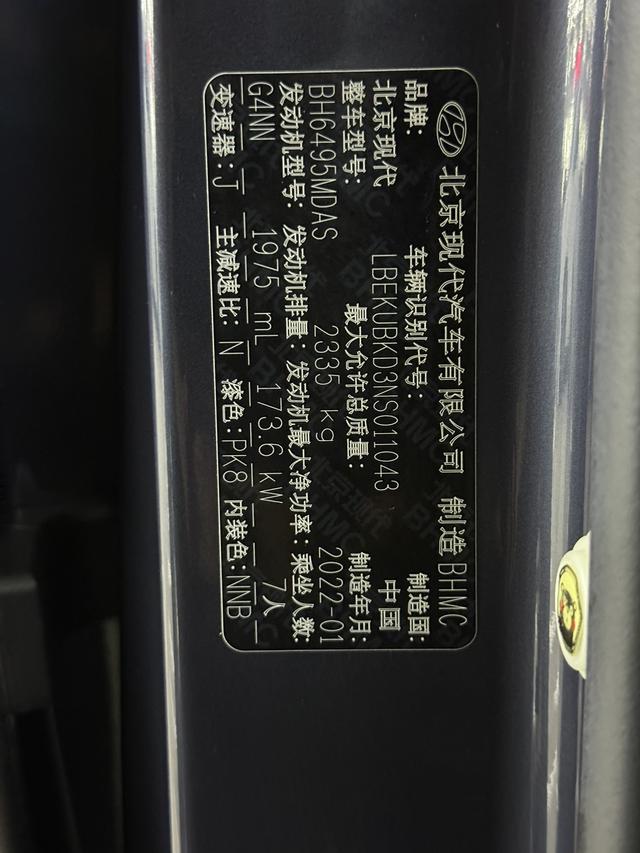 北京现代汽车有限公司 制造 BHMC
品牌: 车辆识别代号: 制造国:
北京现代 LBEKUBKD3NS011043 中国
整车型号: 最大允许总质量: 制造年月:
BH6495MDAS 2335 kg 2022-01
发动机型号: 发动机排量: 发动机最大净功率: 乘坐人数:
G4NN 1975 mL 173.6 kW 7人
变速器: J 主减速比: N 漆色: PK8 内装色: NNB